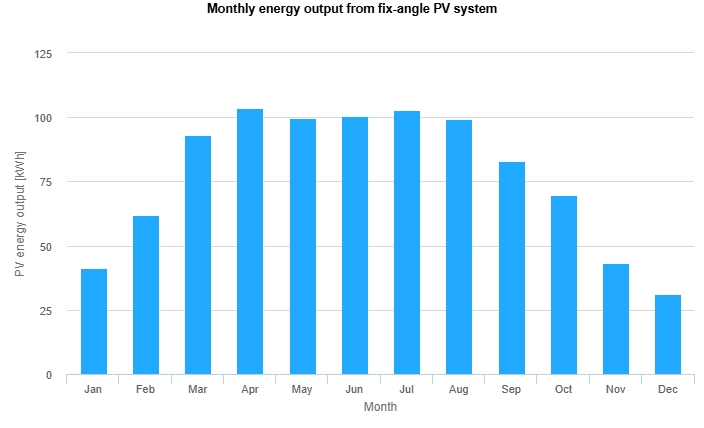 Monthly energy output from fix-angle PV system
125
100
75
50
25
0
PV energy output [kWh]
Jan Feb Mar Apr May Jun Jul Aug Sep Oct Nov Dec
Month